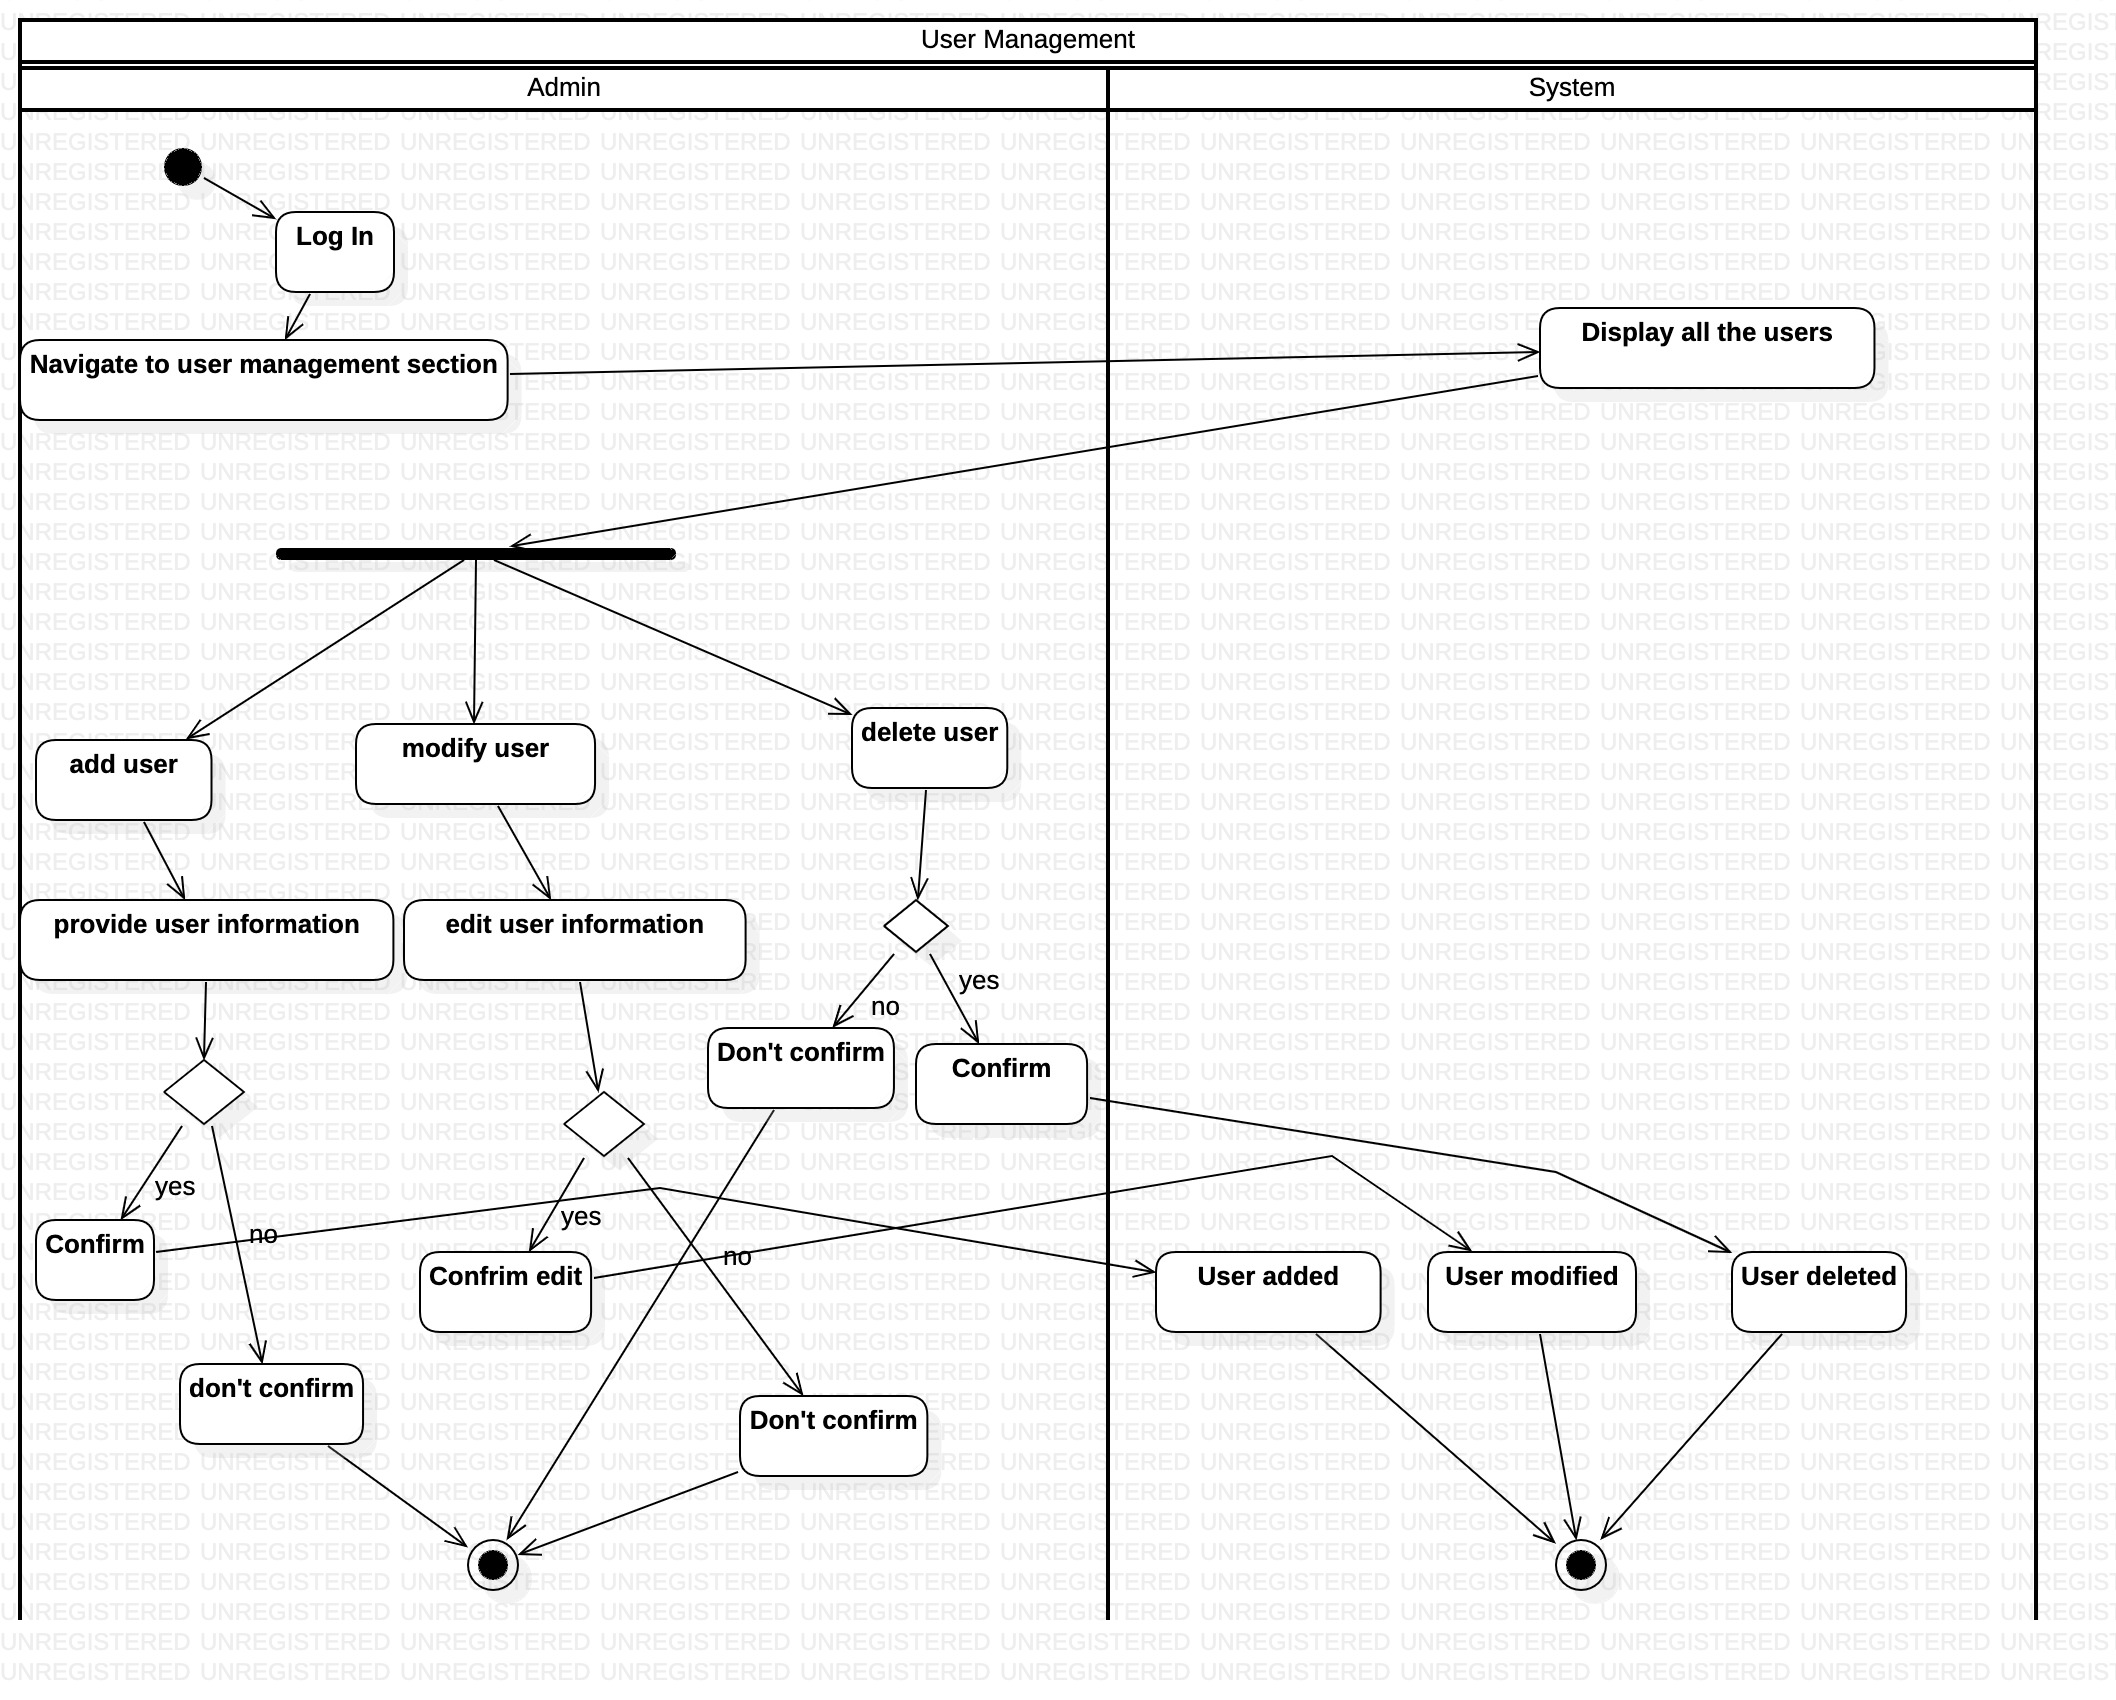 User Management
Admin
System
Log In
Display all the users
Navigate to user management section
delete user
modify user
add user
provide user information
edit user information
yes
no
Don't confirm
Confirm
yes
yes
no
Confirm
no
Confrim edit
User added
User modified
User deleted
don't confirm
Don't confirm
UNREGISTERED